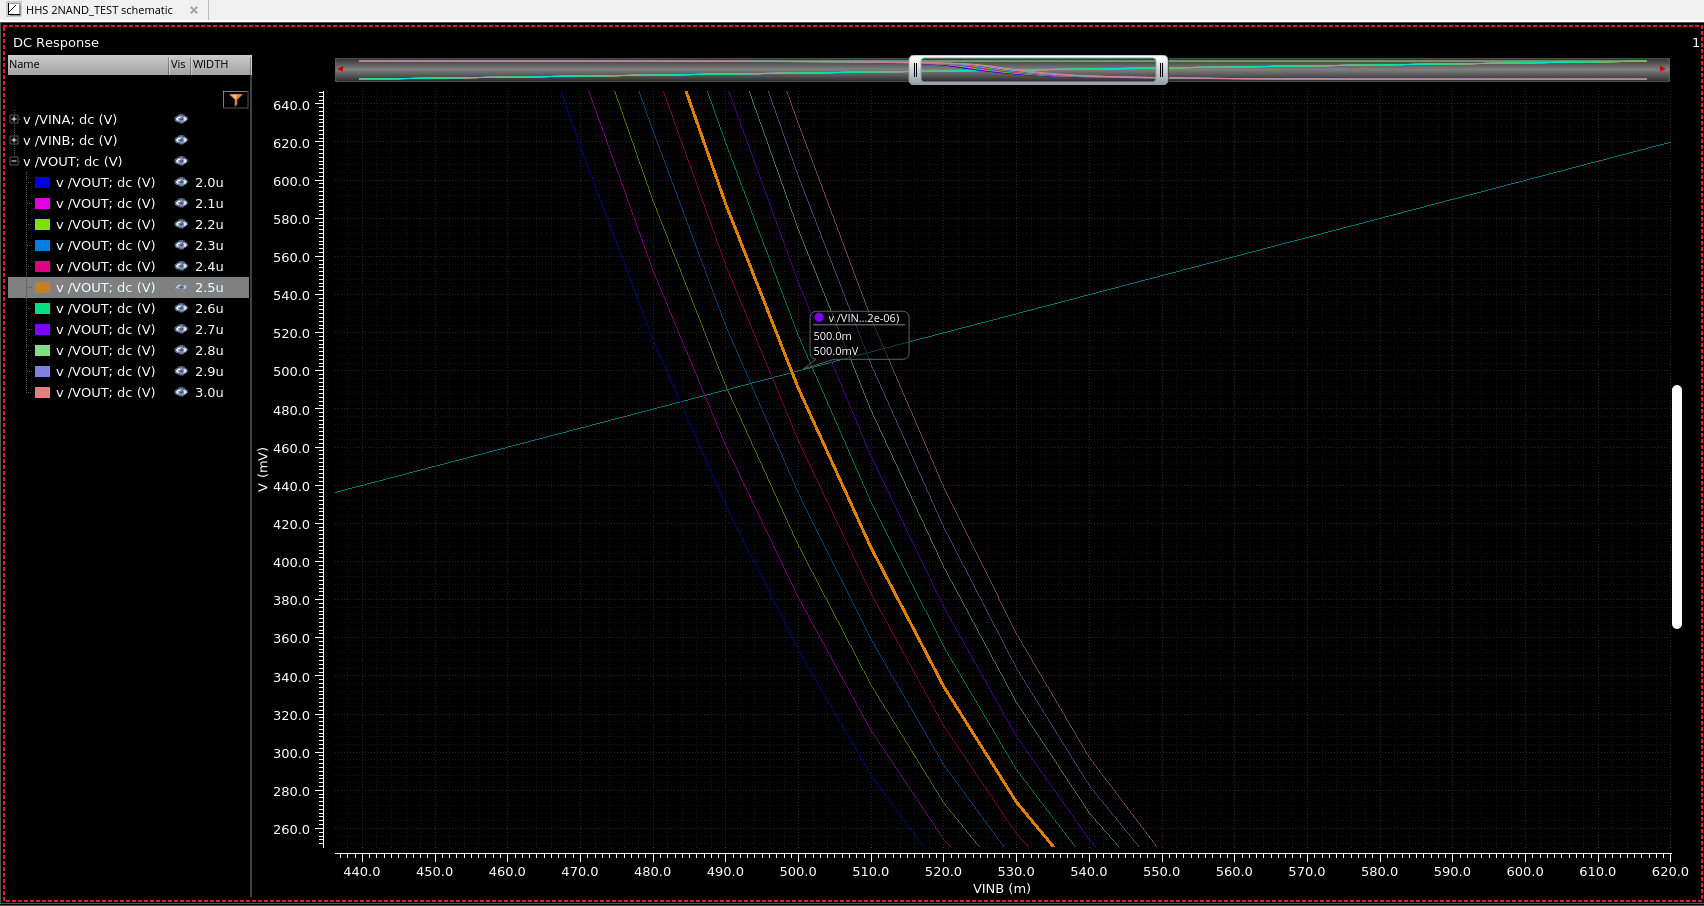 HHS 2NAND_TEST schematic
DC Response
1
Name Vis WIDTH
v /VINA; dc (V)
v /VINB; dc (V)
v /VOUT; dc (V)
v /VOUT; dc (V) 2.0u
v /VOUT; dc (V) 2.1u
v /VOUT; dc (V) 2.2u
v /VOUT; dc (V) 2.3u
v /VOUT; dc (V) 2.4u
v /VOUT; dc (V) 2.5u
v /VOUT; dc (V) 2.6u
v /VOUT; dc (V) 2.7u
v /VOUT; dc (V) 2.8u
v /VOUT; dc (V) 2.9u
v /VOUT; dc (V) 3.0u
640.0
620.0
600.0
580.0
560.0
540.0
520.0
500.0
480.0
460.0
440.0
420.0
400.0
380.0
360.0
340.0
320.0
300.0
280.0
260.0
V (mV)
v /VIN...2e-06)
500.0m
500.0mV
440.0 450.0 460.0 470.0 480.0 490.0 500.0 510.0 520.0 530.0 540.0 550.0 560.0 570.0 580.0 590.0 600.0 610.0 620.0
VINB (m)